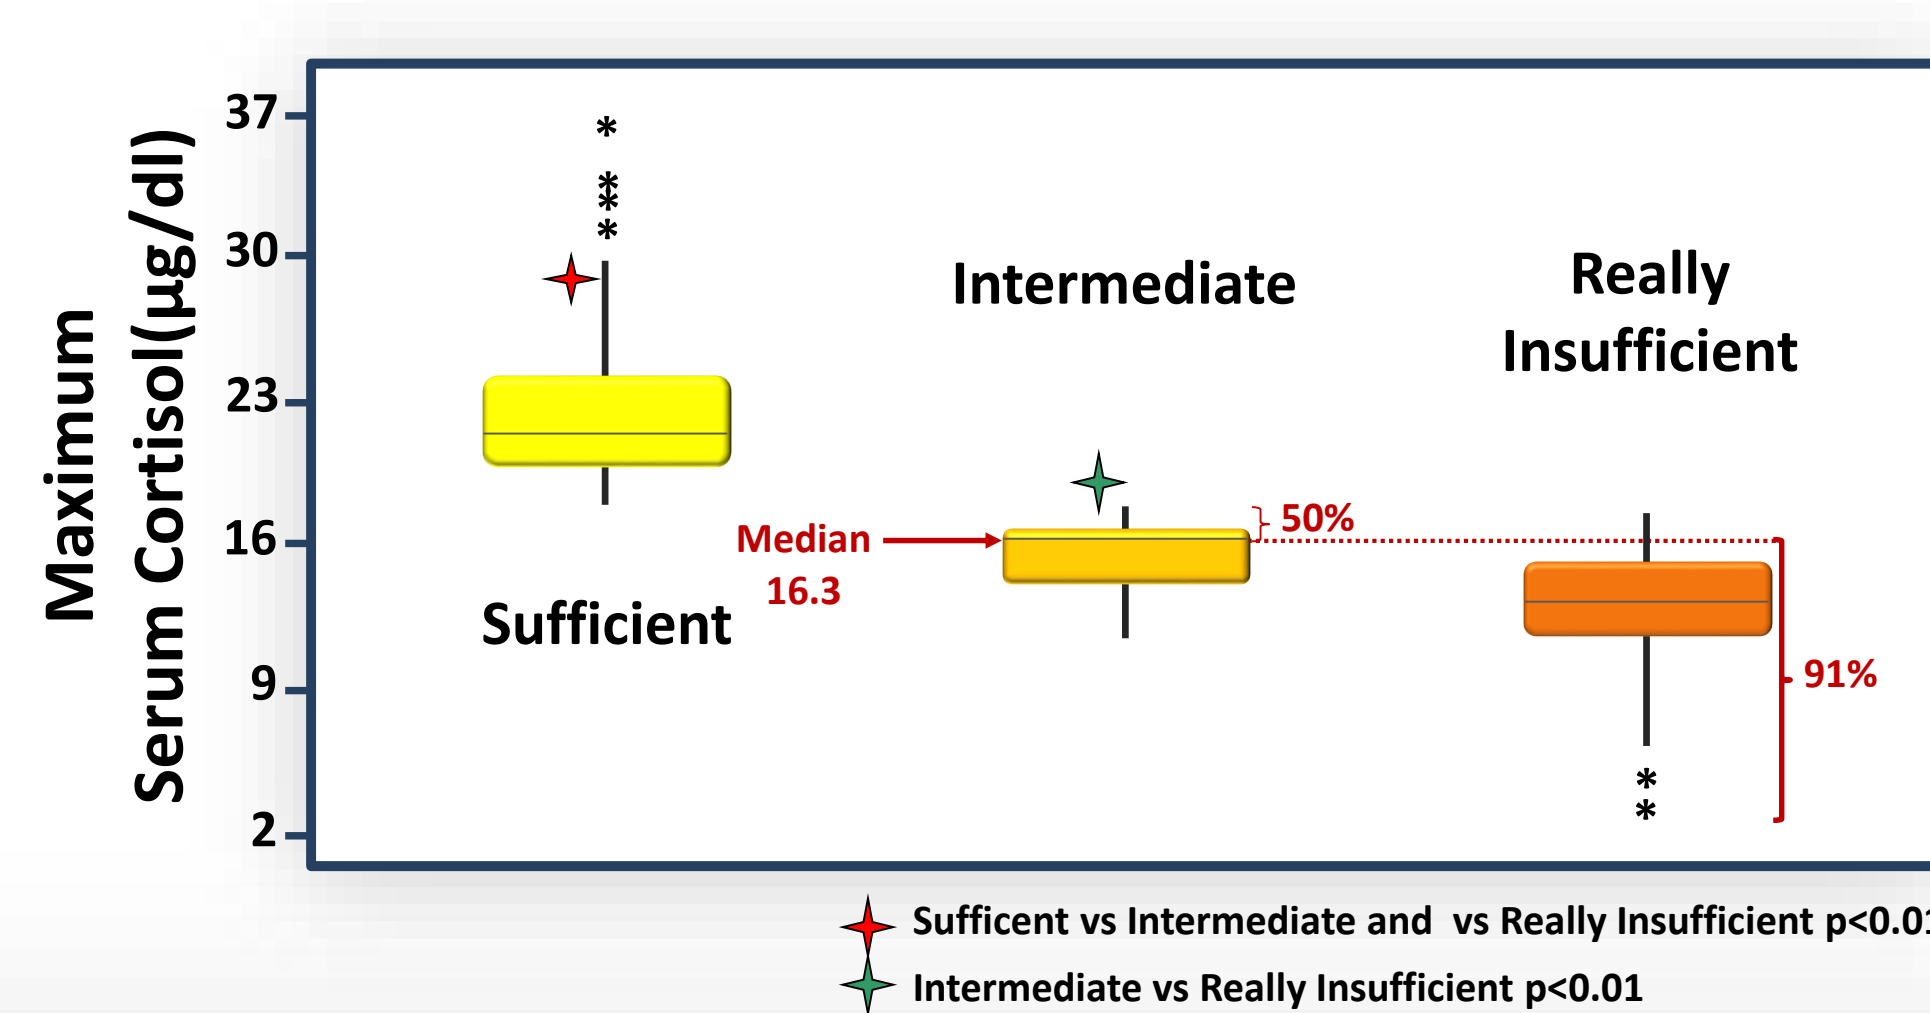 Maximum
Serum Cortisol(µg/dl)
37
30
23
16
9
2
*
*
*
*
Sufficient
Intermediate
Really
Insufficient
Median
16.3
50%
91%
*
*
Sufficent vs Intermediate and  vs Really Insufficient p<0.01
Intermediate vs Really Insufficient p<0.01